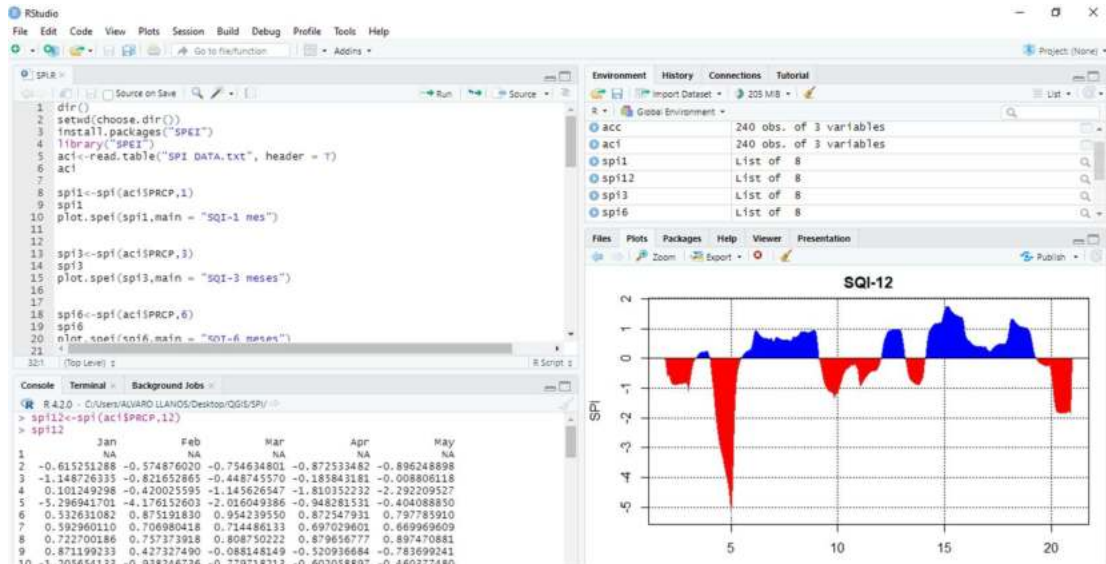 RStudio
File Edit Code View Plots Session Build Debug Profile Tools Help
Go to file/function Addins Project: (None)
SPI.R
Source on Save Run Source
1 dir()
2 setwd(choose.dir())
3 install.packages("SPEI")
4 library("SPEI")
5 aci<-read.table("SPI DATA.txt", header = T)
6 aci
7
8 spi1<-spi(aci$PRCP,1)
9 spi1
10 plot.spei(spi1,main = "SQI-1 mes")
11
12
13 spi3<-spi(aci$PRCP,3)
14 spi3
15 plot.spei(spi3,main = "SQI-3 meses")
16
17
18 spi6<-spi(aci$PRCP,6)
19 spi6
20 plot.spei(spi6,main = "SQI-6 meses")
21
32:1 (Top Level) R Script
Console Terminal Background Jobs
R 4.2.0 · C:/Users/ALVARO LLANOS/Desktop/QGIS/SPI/
> spi12<-spi(aci$PRCP,12)
> spi12
Jan Feb Mar Apr May
1 NA NA NA NA NA
2 -0.615251288 -0.574876020 -0.754634801 -0.872533482 -0.896248898
3 -1.148726335 -0.821652865 -0.448745570 -0.185843181 -0.008806118
4 0.101249298 -0.420025595 -1.145626547 -1.810352232 -2.292209527
5 -5.296941701 -4.176152603 -2.016049386 -0.948281531 -0.404088850
6 0.532631082 0.875191830 0.954239550 0.872547931 0.797785910
7 0.592960110 0.706980418 0.714486133 0.697029601 0.669969609
8 0.722700186 0.757373918 0.808750222 0.879656777 0.897470881
9 0.871199233 0.427327490 -0.088148149 -0.520936684 -0.783699241
10 -1.205654133 -0.938246736 -0.779718213 -0.602058897 -0.460377480
Environment History Connections Tutorial
Import Dataset 205 MiB List
R Global Environment
acc 240 obs. of 3 variables
aci 240 obs. of 3 variables
spi1 List of 8
spi12 List of 8
spi3 List of 8
spi6 List of 8
Files Plots Packages Help Viewer Presentation
Zoom Export Publish
SQI-12
SPI
2
1
0
-1
-2
-3
-4
-5
5 10 15 20